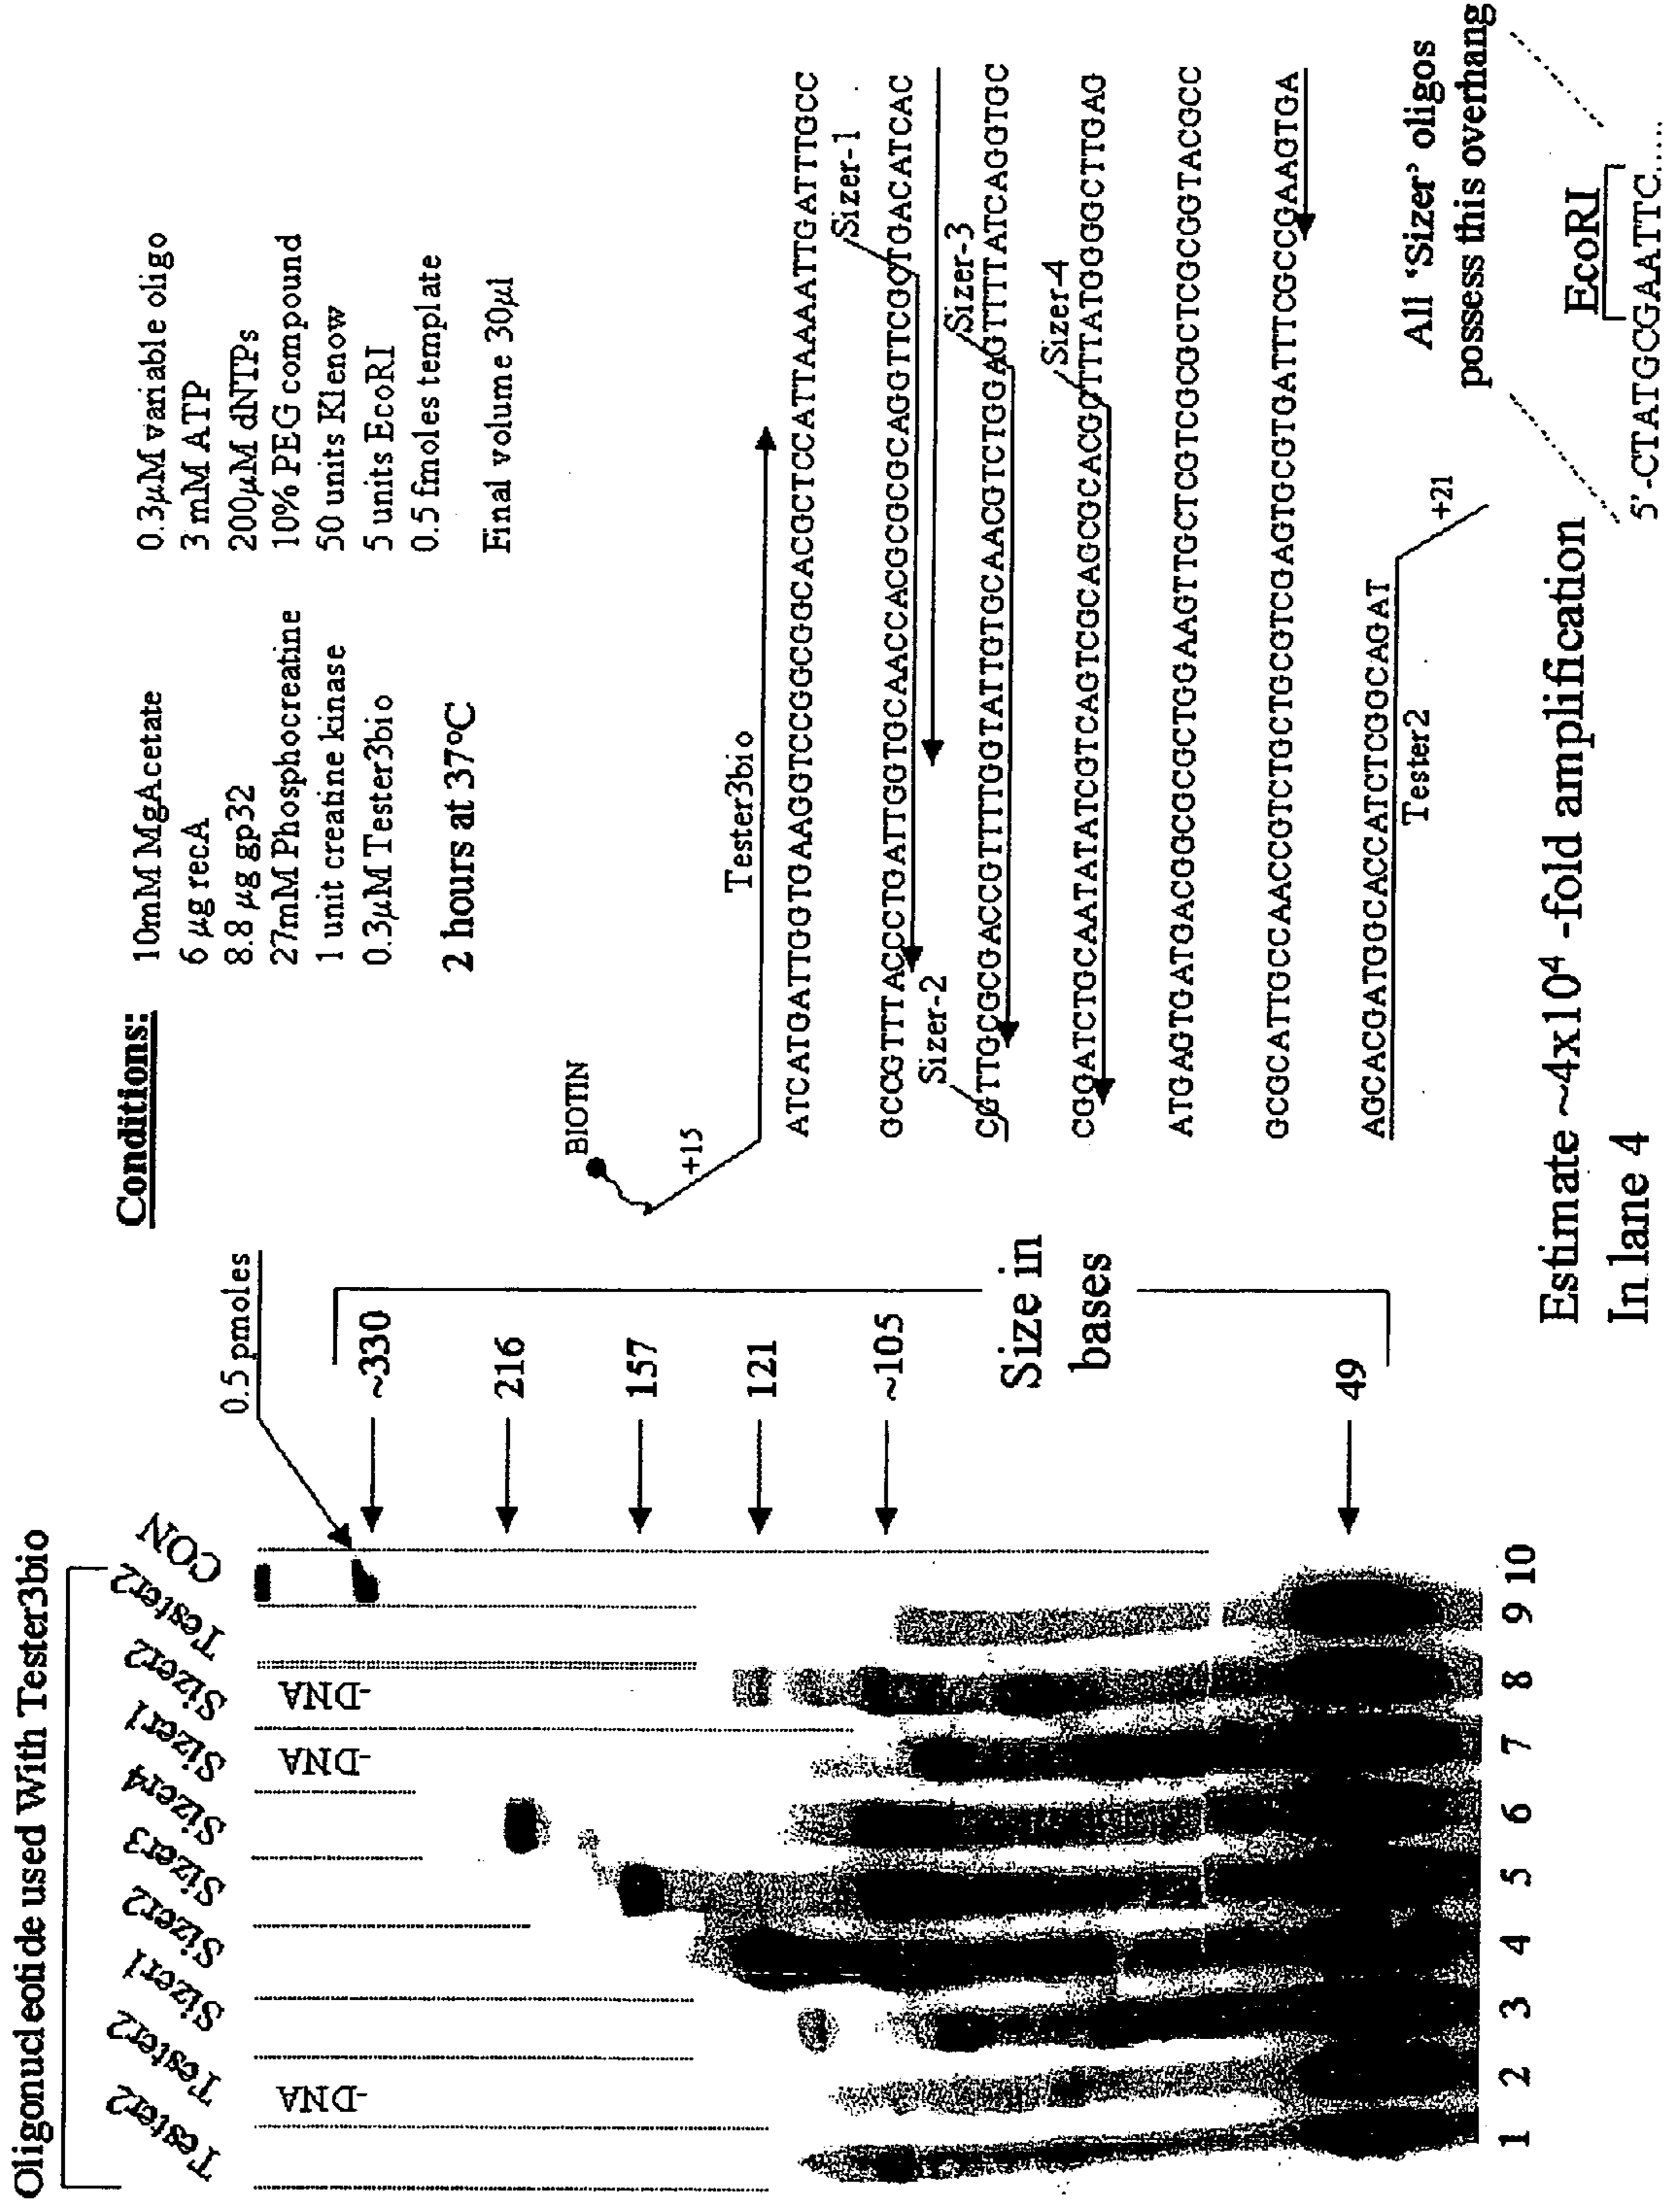 Oligonucleotide used With Tester3bio
Tester2
Tester2
Sizer1
Sizer2
Sizer3
Sizer4
Sizer1
Sizer2
Tester2
CON
-DNA
-DNA
-DNA
0.5 pmoles
~330
216
157
121
~105
49
Size in
bases
1 2 3 4 5 6 7 8 9 10
Conditions:
10mM MgAcetate
6 µg recA
8.8 µg gp32
27mM Phosphocreatine
1 unit creatine kinase
0.3µM Tester3bio
2 hours at 37ºC
0.3µM variable oligo
3 mM ATP
200µM dNTPs
10% PEG compound
50 units Klenow
5 units EcoRI
0.5 fmoles template
Final volume 30µl
BIOTIN
+15
Tester3bio
ATCATGATTGGTGAAGGTCCGGCGCGGCACGCTCCATTAAAATTGATTTGCC
Sizer-1
GCCGTTTACCCTGATTGGTGCAACCACGCGCGCGCAGGTTCGCTGACATCAC
Sizer-2
Sizer-3
CGTTGCGCGACCGTTTTGGTATTGTGCAACGTCTGGAGTTTTATCAGGTGC
Sizer-4
CGGATCTGCAATATATCGTCAGTCGCAGCGCACGGTTTATGGGGCTTGAG
ATGAGTGATGACGGCGCGCTGGAAGTTGCTCGTCGCGCTCGCGGTACGCC
GCGCATTGCCAACCGTCTGCTGCGTCGAGTGCGTGATTTCGCCGAAGTGA
AGCACGATGGCACCATCTCGGCAGAT
Tester2
+21
All 'Sizer' oligos
possess this overhang
EcoRI
5'-CTATGCGAATTC.....
Estimate ~4x10⁴ -fold amplification
In lane 4